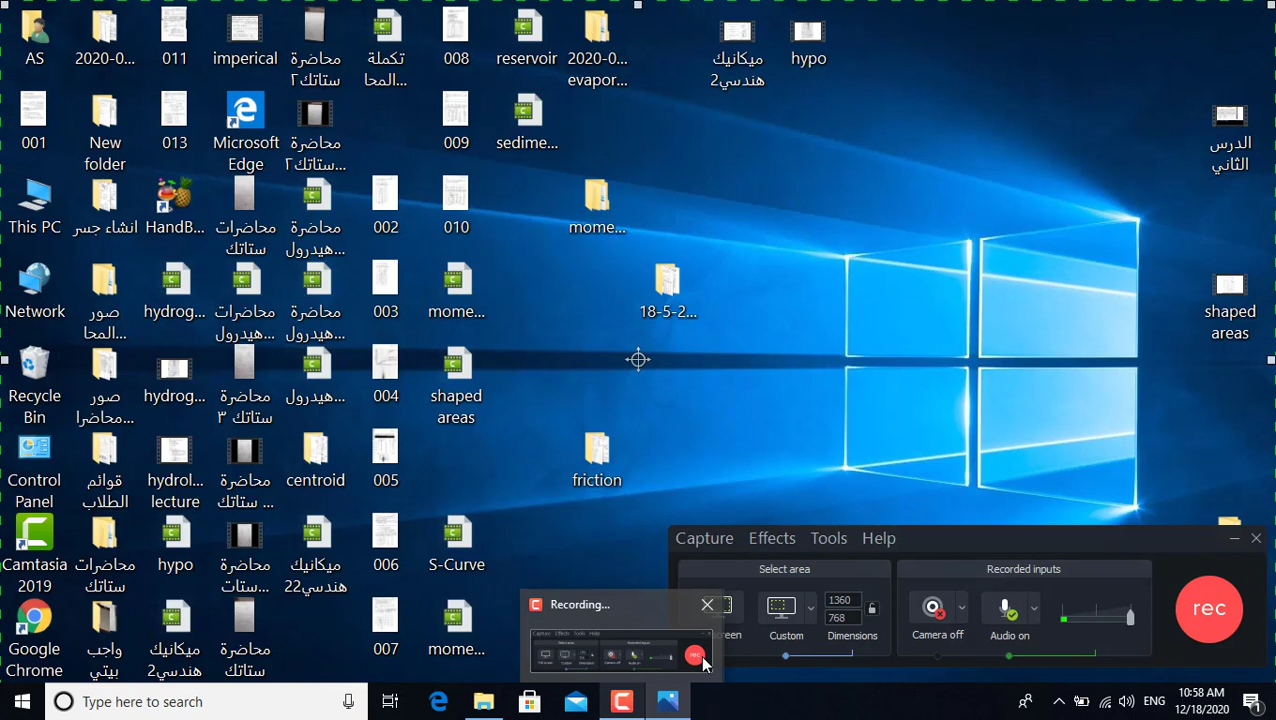 AS
2020-0...
011
imperical
محاضرة
ستاتك٢
تكملة
المحا...
008
reservoir
2020-0...
evapor...
ميكانيك
هندسي2
hypo
001
New
folder
013
Microsoft
Edge
محاضرة
ستاتك٢...
009
sedime...
الدرس
الثاني
This PC
انشاء جسر
HandB...
محاضرات
ستاتك
محاضرة
هيدرول...
002
010
mome...
Network
صور
المحا...
hydrog...
محاضرات
هيدرول...
محاضرة
هيدرول...
003
mome...
18-5-2...
shaped
areas
Recycle
Bin
صور
محاضرا...
hydrog...
محاضرة
ستاتك ٣
هيدرول...
004
shaped
areas
Control
Panel
قوائم
الطلاب
hydrol...
lecture
محاضرة
ستاتك ...
centroid
005
friction
Camtasia
2019
محاضرات
ستاتك
hypo
محاضرة
ستات...
ميكانيك
هندسي22
006
S-Curve
Google
Chrome
واجب
بيتي
ميكانيك
هندسي...
محاضرة
ستاتك
007
mome...
Capture Effects Tools Help
Select area
Recorded inputs
1360
768
Custom
rec
Recording...
Type here to search
ENG
10:58 AM
12/18/2020